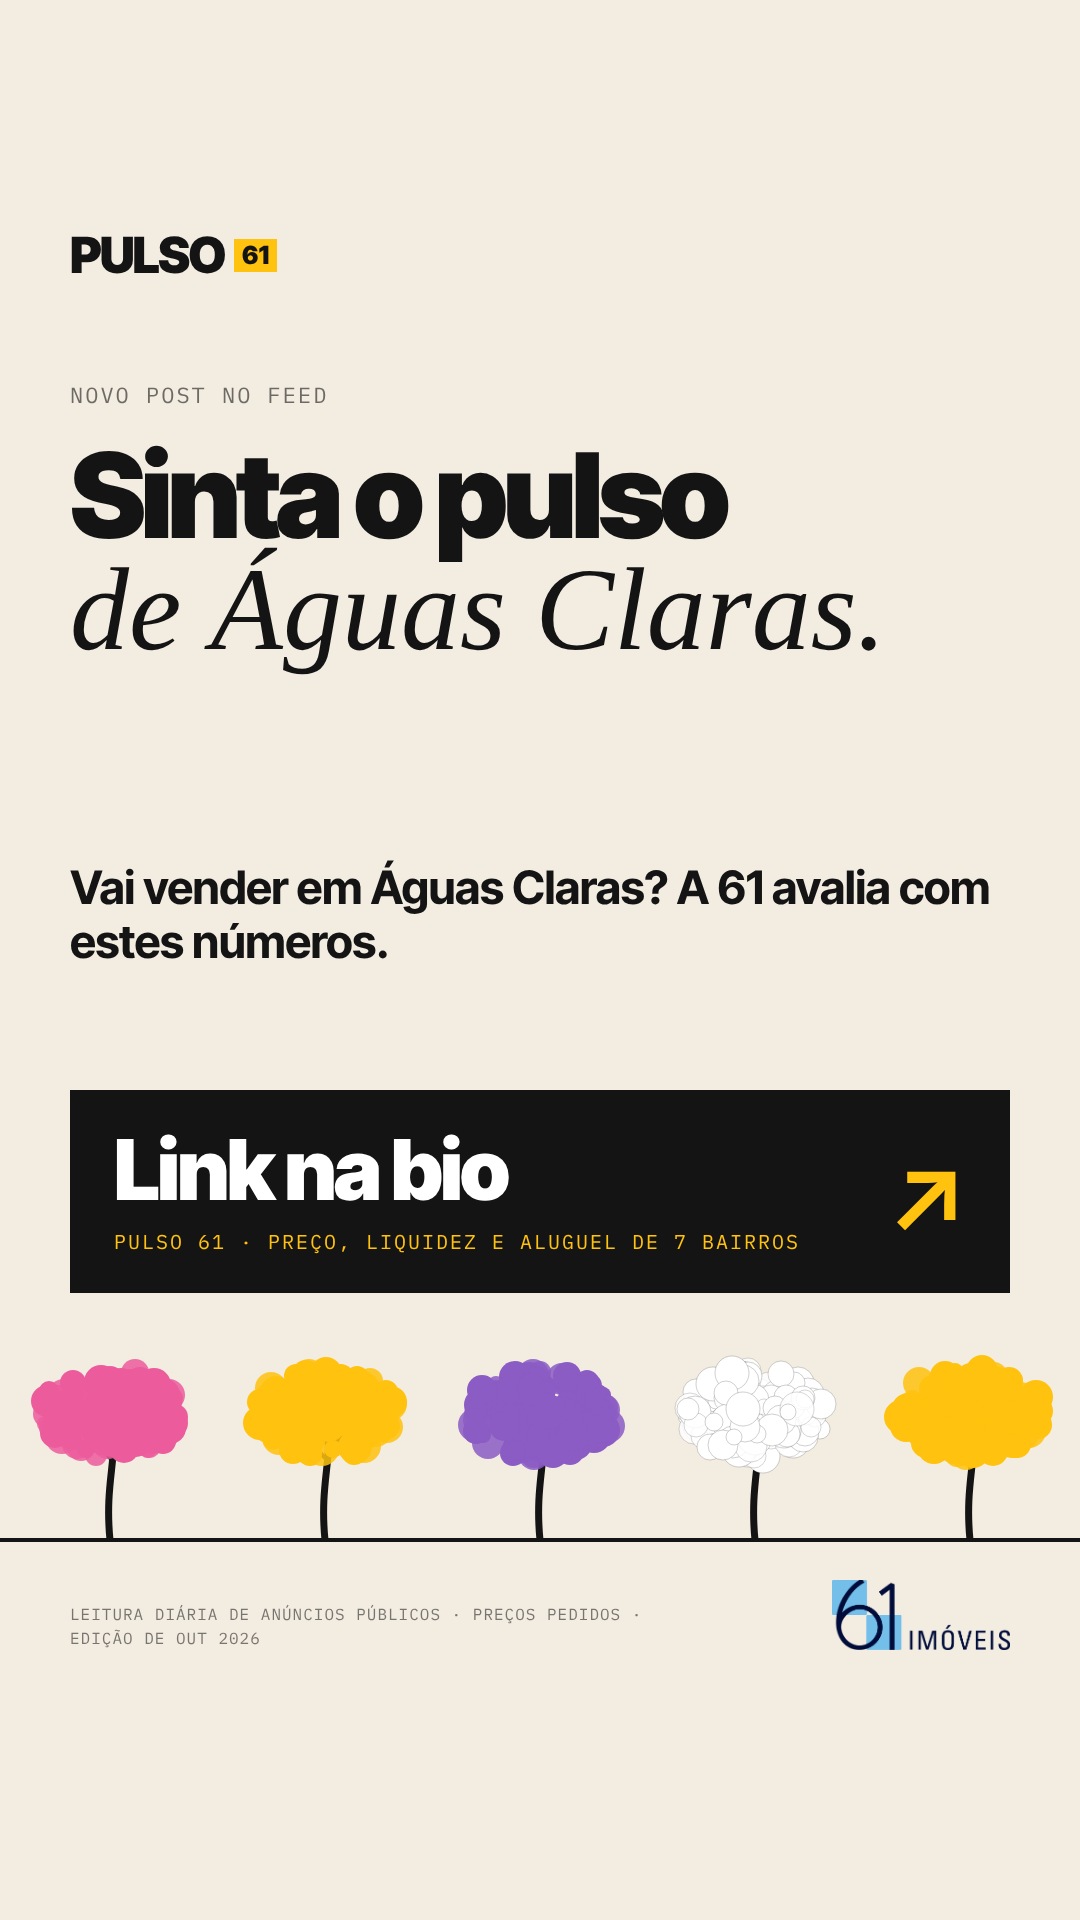 PULSO 61
NOVO POST NO FEED
Sinta o pulso
de Águas Claras.
Vai vender em Águas Claras? A 61 avalia com
estes números.
Link na bio
PULSO 61 · PREÇO, LIQUIDEZ E ALUGUEL DE 7 BAIRROS
LEITURA DIÁRIA DE ANÚNCIOS PÚBLICOS · PREÇOS PEDIDOS ·
EDIÇÃO DE OUT 2026
61 IMÓVEIS